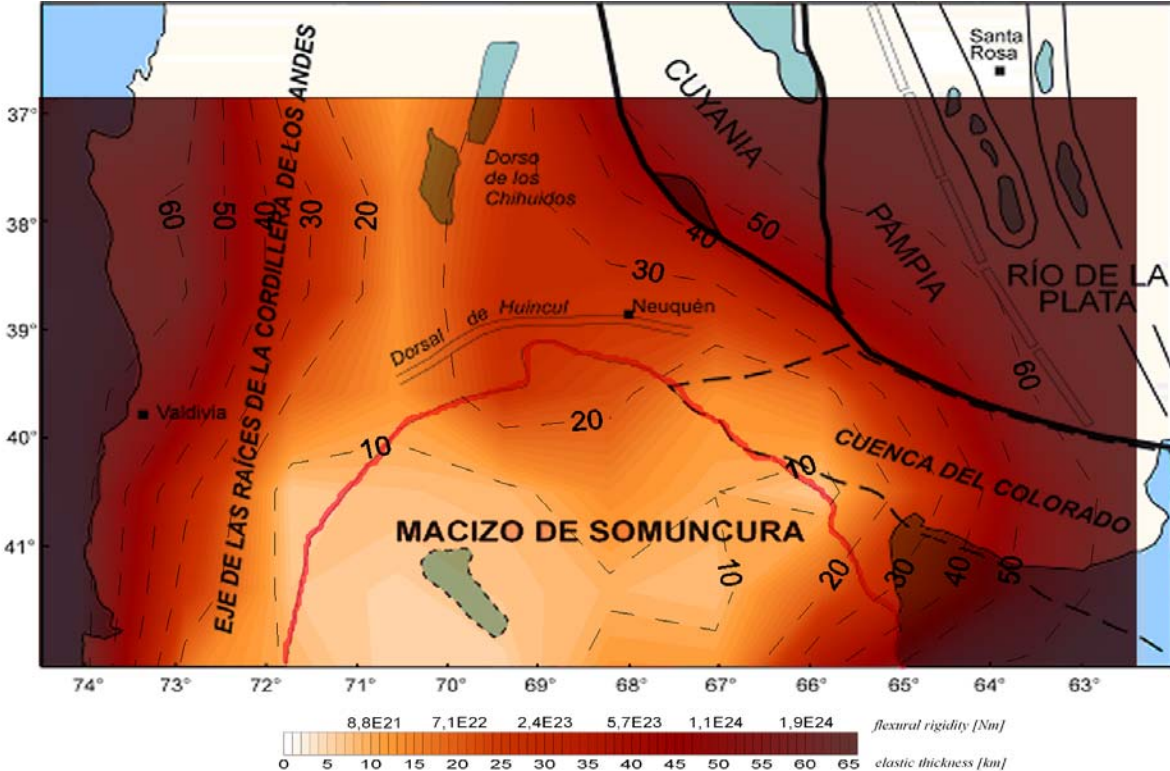 Santa
Rosa
CUYANIA
37°
Dorso
de los
Chihuidos
PAMPIA
60
50
40
30
20
40
50
38°
30
RÍO DE LA
PLATA
EJE DE LAS RAÍCES DE LA CORDILLERA DE LOS ANDES
39°
Dorsal de Huincul
Neuquén
60
Valdivia
20
40°
10
10
CUENCA DEL COLORADO
MACIZO DE SOMUNCURA
41°
10
20
30
40
50
74° 73° 72° 71° 70° 69° 68° 67° 66° 65° 64° 63°
8,8E21 7,1E22 2,4E23 5,7E23 1,1E24 1,9E24 flexural rigidity [Nm]
0 5 10 15 20 25 30 35 40 45 50 55 60 65 elastic thickness [km]